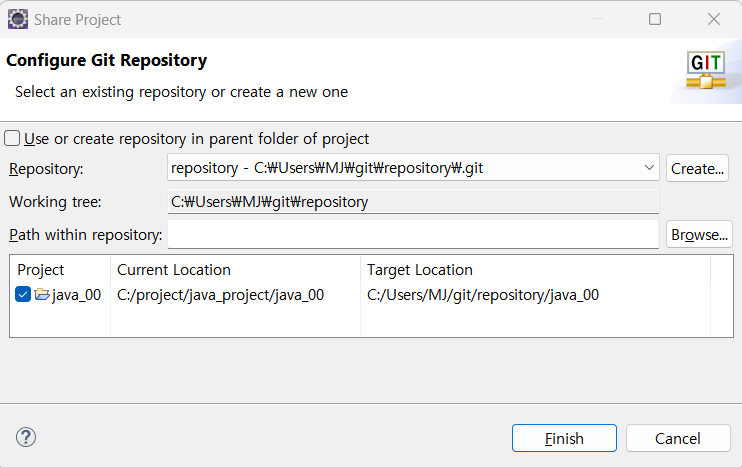 Share Project
Configure Git Repository
Select an existing repository or create a new one
GIT
Use or create repository in parent folder of project
Repository: repository - C:₩Users₩MJ₩git₩repository₩.git Create...
Working tree: C:₩Users₩MJ₩git₩repository
Path within repository: Browse...
Project Current Location Target Location
java_00 C:/project/java_project/java_00 C:/Users/MJ/git/repository/java_00
? Finish Cancel